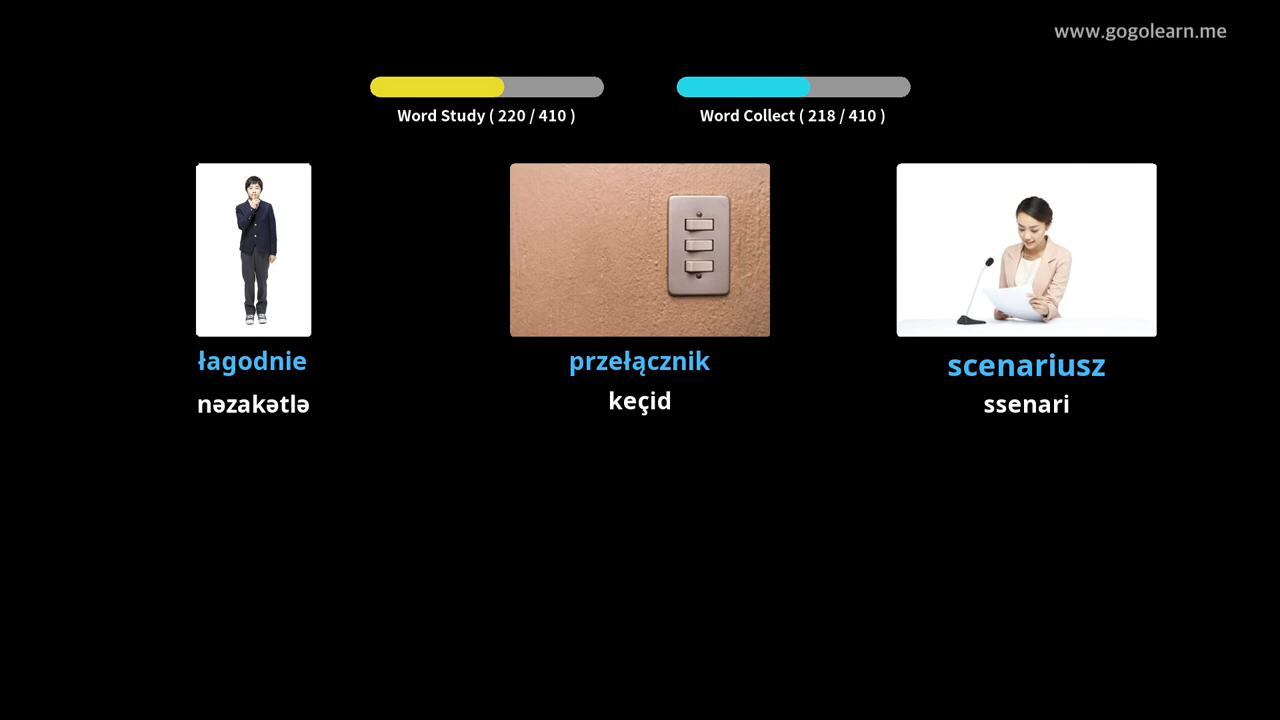 www.gogolearn.me
Word Study ( 220 / 410 )
Word Collect ( 218 / 410 )
łagodnie
nəzakətlə
przełącznik
keçid
scenariusz
ssenari